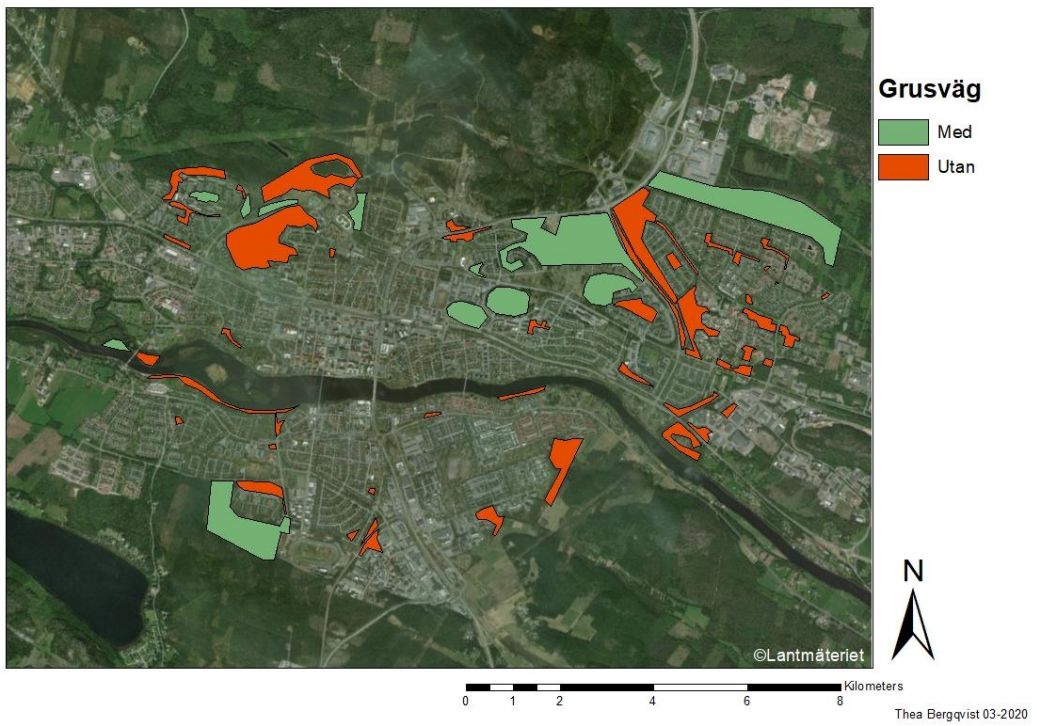 Grusväg
Med
Utan
©Lantmäteriet
N
Kilometers
0 1 2 4 6 8
Thea Bergqvist 03-2020